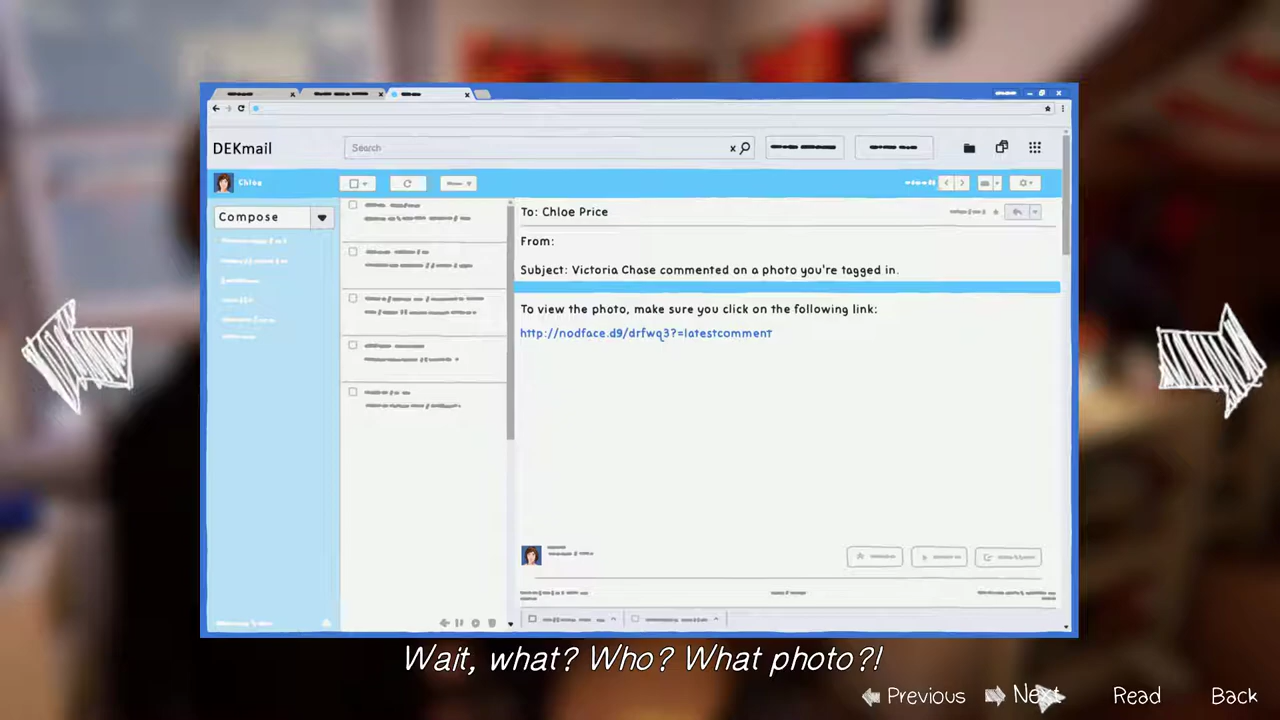 DEKmail
Search
Chloe
Compose
To: Chloe Price
From:
Subject: Victoria Chase commented on a photo you're tagged in.
To view the photo, make sure you click on the following link:
http://nodface.d9/drfwq3?=latestcomment
Wait, what? Who? What photo?!
Previous Next Read Back